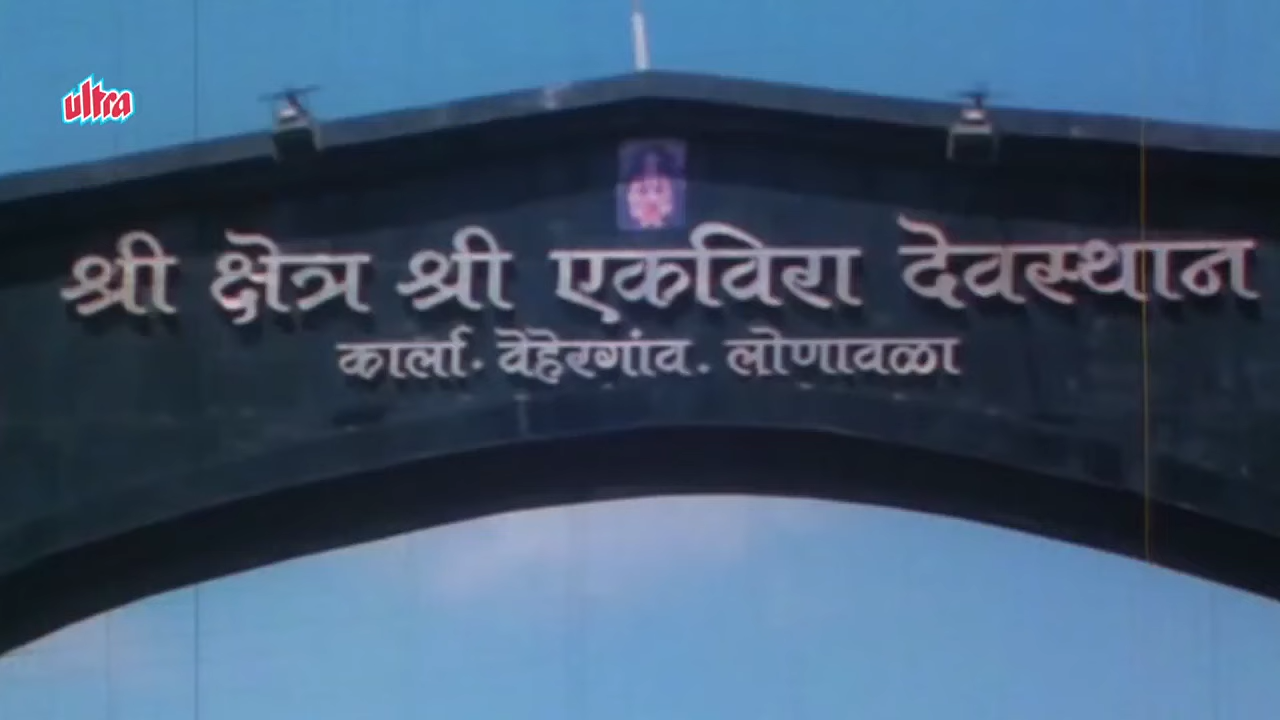 ultra
श्री क्षेत्र श्री एकविरा देवस्थान
कार्ला. वेहेरगांव. लोणावळा